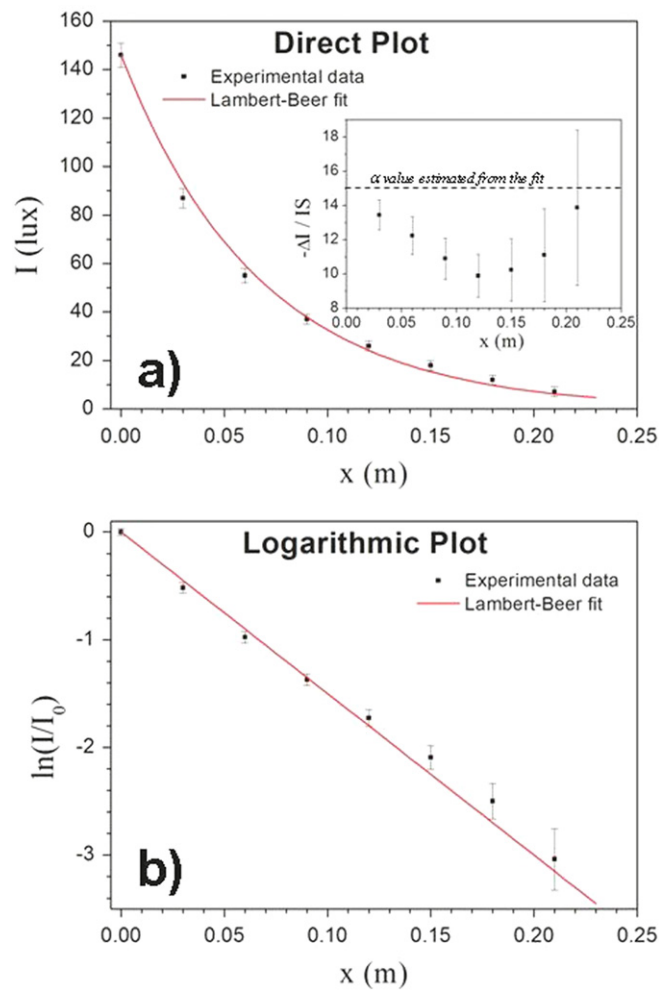 Direct Plot
Experimental data
Lambert-Beer fit
160
140
120
100
80
60
40
20
0
I (lux)
0.00 0.05 0.10 0.15 0.20 0.25
x (m)
a)
α value estimated from the fit
18
16
14
12
10
8
-ΔI / IS
0.00 0.05 0.10 0.15 0.20 0.25
x (m)
Logarithmic Plot
Experimental data
Lambert-Beer fit
0
-1
-2
-3
ln(I/I₀)
b)
0.00 0.05 0.10 0.15 0.20 0.25
x (m)